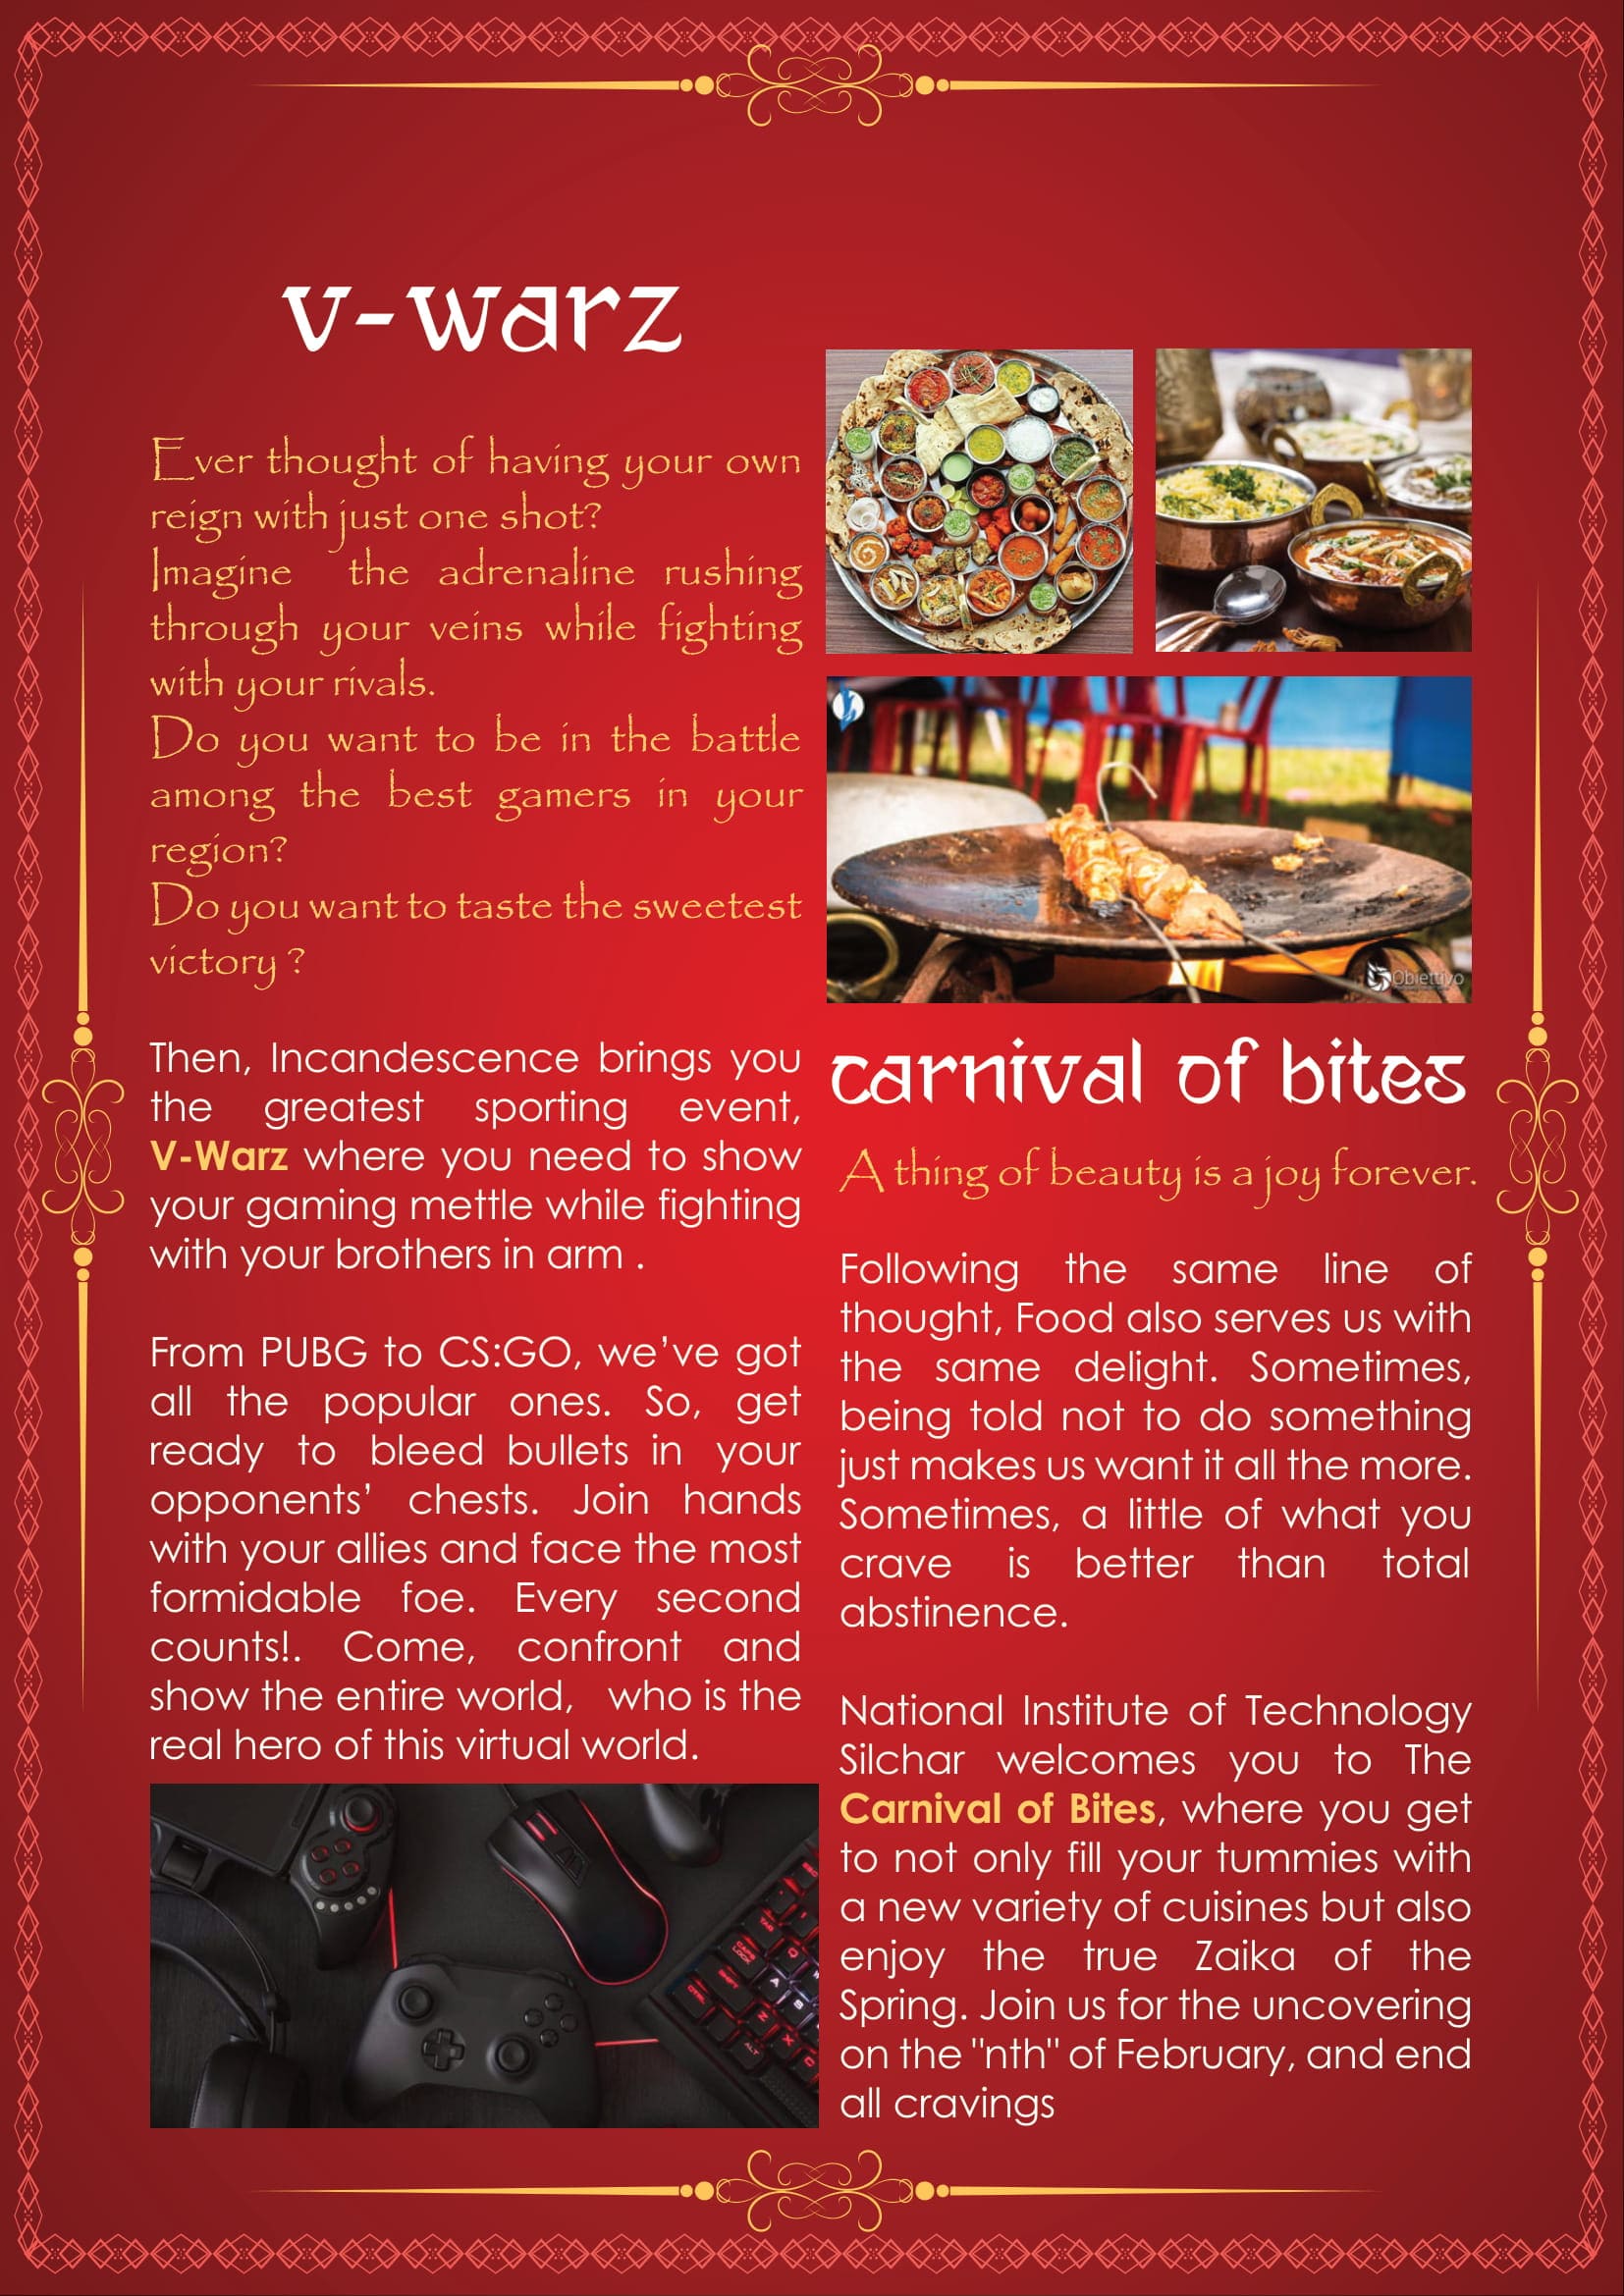 v-warz
Ever thought of having your own
reign with just one shot?
Imagine the adrenaline rushing
through your veins while fighting
with your rivals.
Do you want to be in the battle
among the best gamers in your
region?
Do you want to taste the sweetest
victory ?
Then, Incandescence brings you
the greatest sporting event,
V-Warz where you need to show
your gaming mettle while fighting
with your brothers in arm .
From PUBG to CS:GO, we've got
all the popular ones. So, get
ready to bleed bullets in your
opponents' chests. Join hands
with your allies and face the most
formidable foe. Every second
counts!. Come, confront and
show the entire world, who is the
real hero of this virtual world.
Obiettivo
carnival of bites
A thing of beauty is a joy forever.
Following the same line of
thought, Food also serves us with
the same delight. Sometimes,
being told not to do something
just makes us want it all the more.
Sometimes, a little of what you
crave is better than total
abstinence.
National Institute of Technology
Silchar welcomes you to The
Carnival of Bites, where you get
to not only fill your tummies with
a new variety of cuisines but also
enjoy the true Zaika of the
Spring. Join us for the uncovering
on the "nth" of February, and end
all cravings